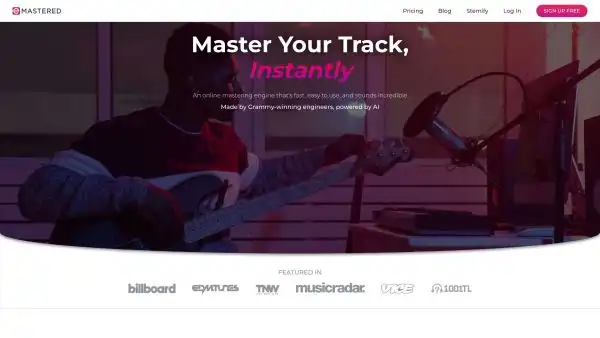 MASTERED
Pricing
Blog
Stemify
Log In
SIGN UP FREE
Master Your Track,
Instantly
An online mastering engine that's fast, easy to use, and sounds incredible.
Made by Grammy-winning engineers, powered by AI
FEATURED IN
billboard
EDMTUNES
TNW
musicradar.
VICE
1001TL